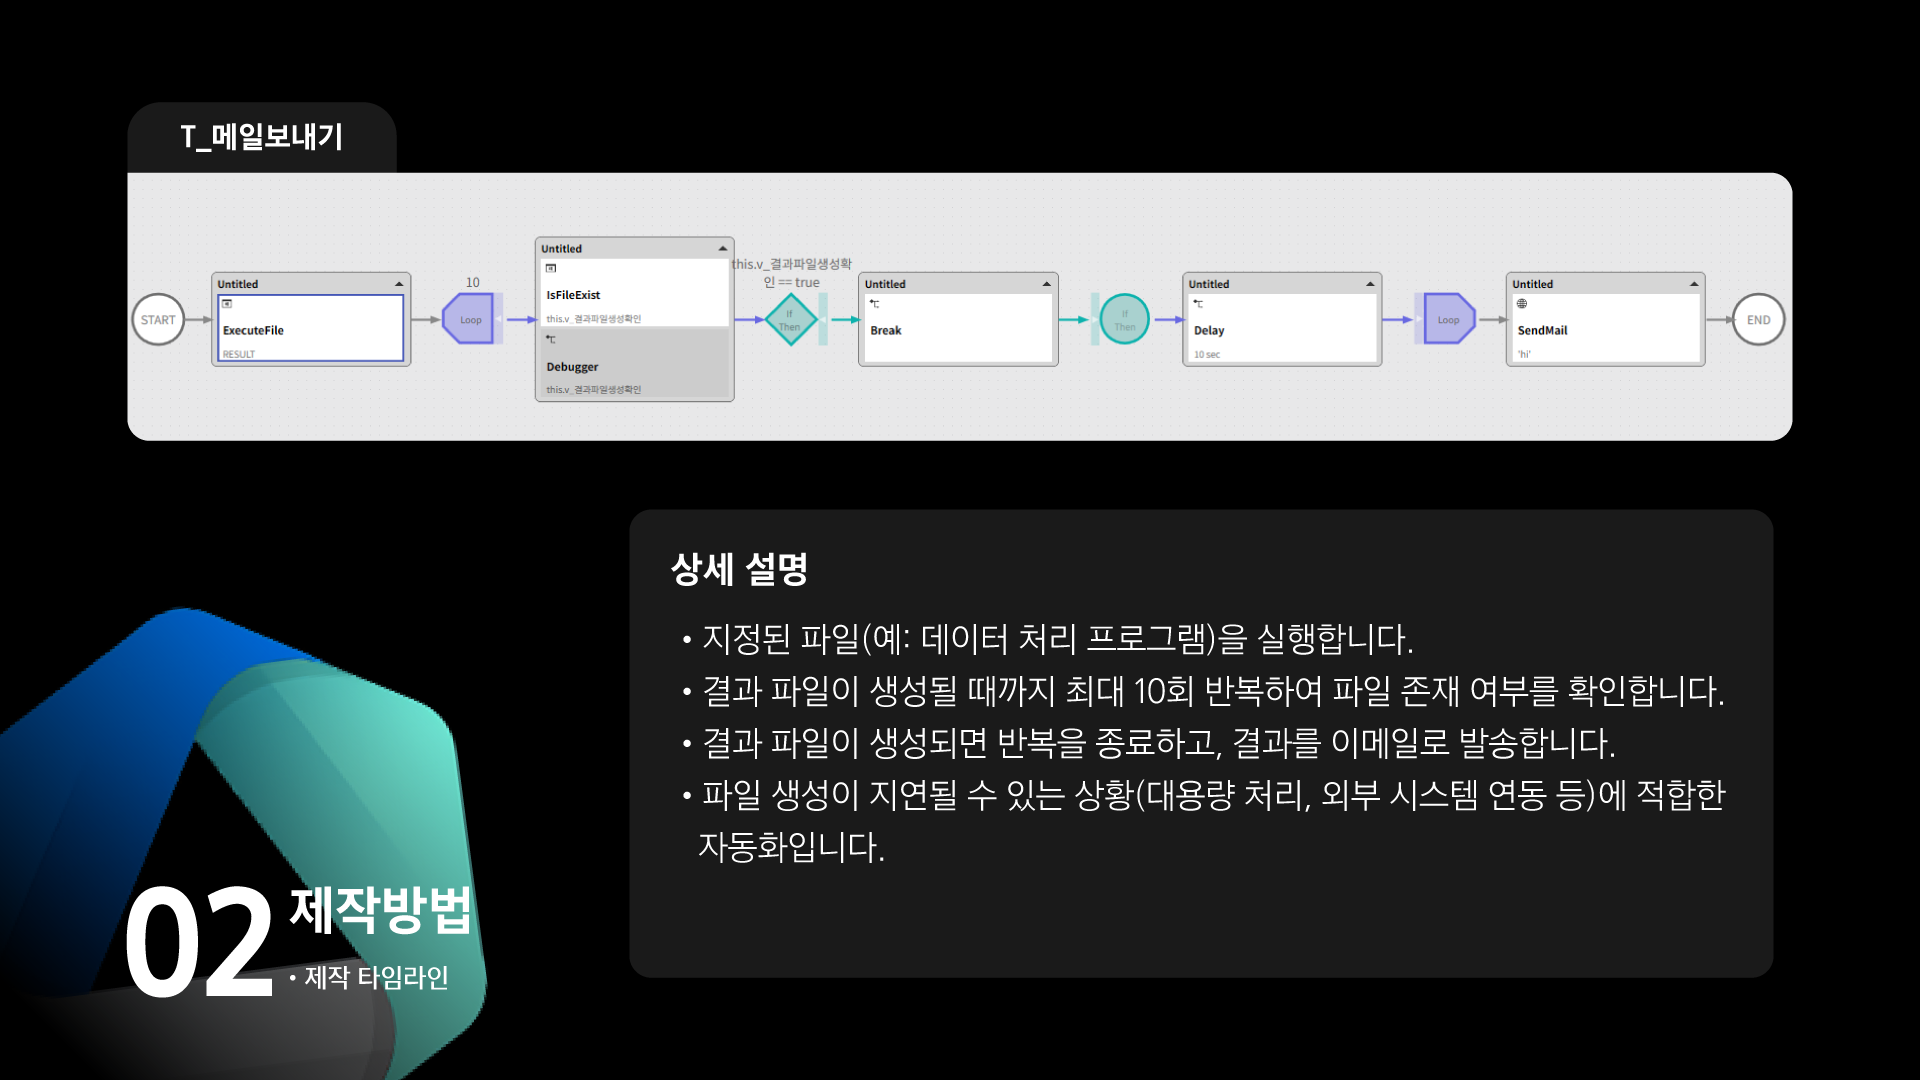 T_메일보내기
START
Untitled
ExecuteFile
RESULT
10
Loop
Untitled
IsFileExist
this.v_결과파일생성확인
Debugger
this.v_결과파일생성확인
this.v_결과파일생성확
인 == true
If
Then
Untitled
Break
If
Then
Untitled
Delay
10 sec
Loop
Untitled
SendMail
'hi'
END
상세 설명
• 지정된 파일(예: 데이터 처리 프로그램)을 실행합니다.
• 결과 파일이 생성될 때까지 최대 10회 반복하여 파일 존재 여부를 확인합니다.
• 결과 파일이 생성되면 반복을 종료하고, 결과를 이메일로 발송합니다.
• 파일 생성이 지연될 수 있는 상황(대용량 처리, 외부 시스템 연동 등)에 적합한
자동화입니다.
02
제작방법
• 제작 타임라인